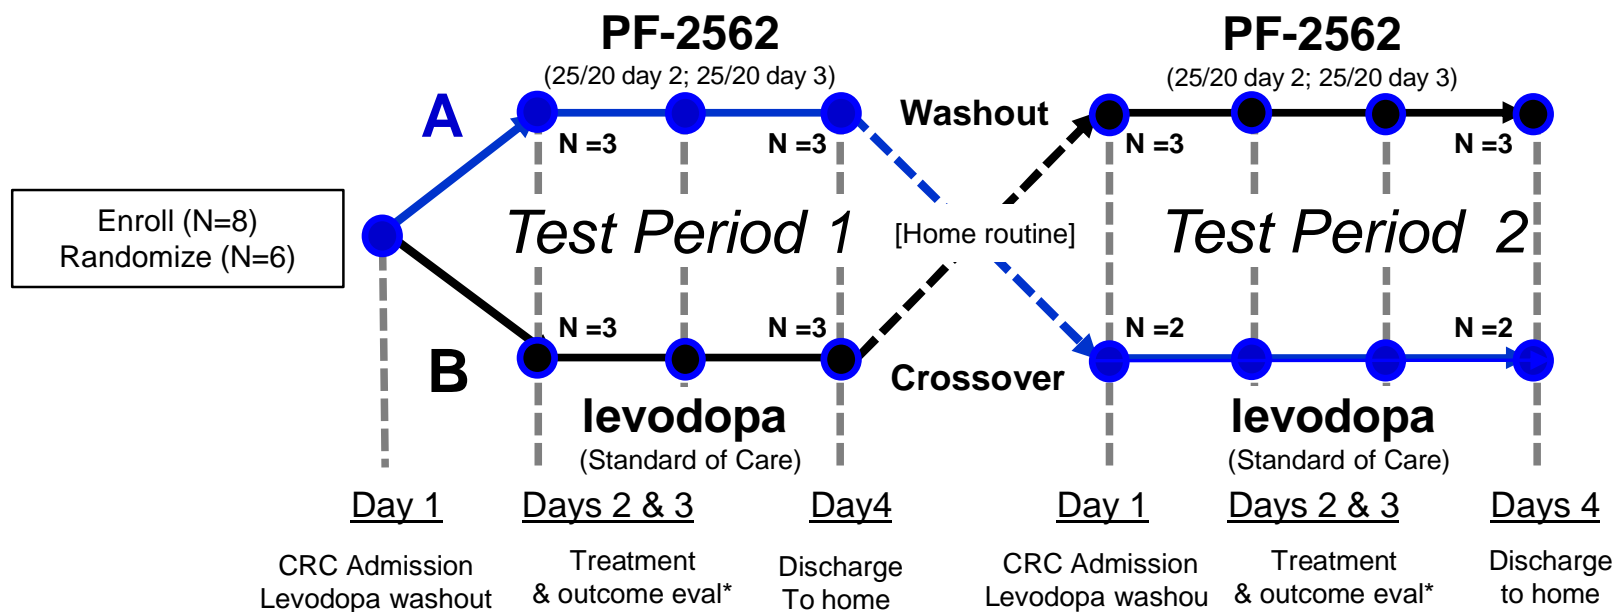 PF-2562
(25/20 day 2; 25/20 day 3)
PF-2562
(25/20 day 2; 25/20 day 3)
A
Washout
N =3
N =3
N =3
N =3
Enroll (N=8)
Randomize (N=6)
Test Period 1
[Home routine]
Test Period 2
N =3
N =3
N =2
N =2
B
Crossover
levodopa
(Standard of Care)
levodopa
(Standard of Care)
Day 1
Days 2 & 3
Day4
Day 1
Days 2 & 3
Days 4
CRC Admission
Levodopa washout
Treatment
& outcome eval*
Discharge
To home
CRC Admission
Levodopa washou
Treatment
& outcome eval*
Discharge
to home